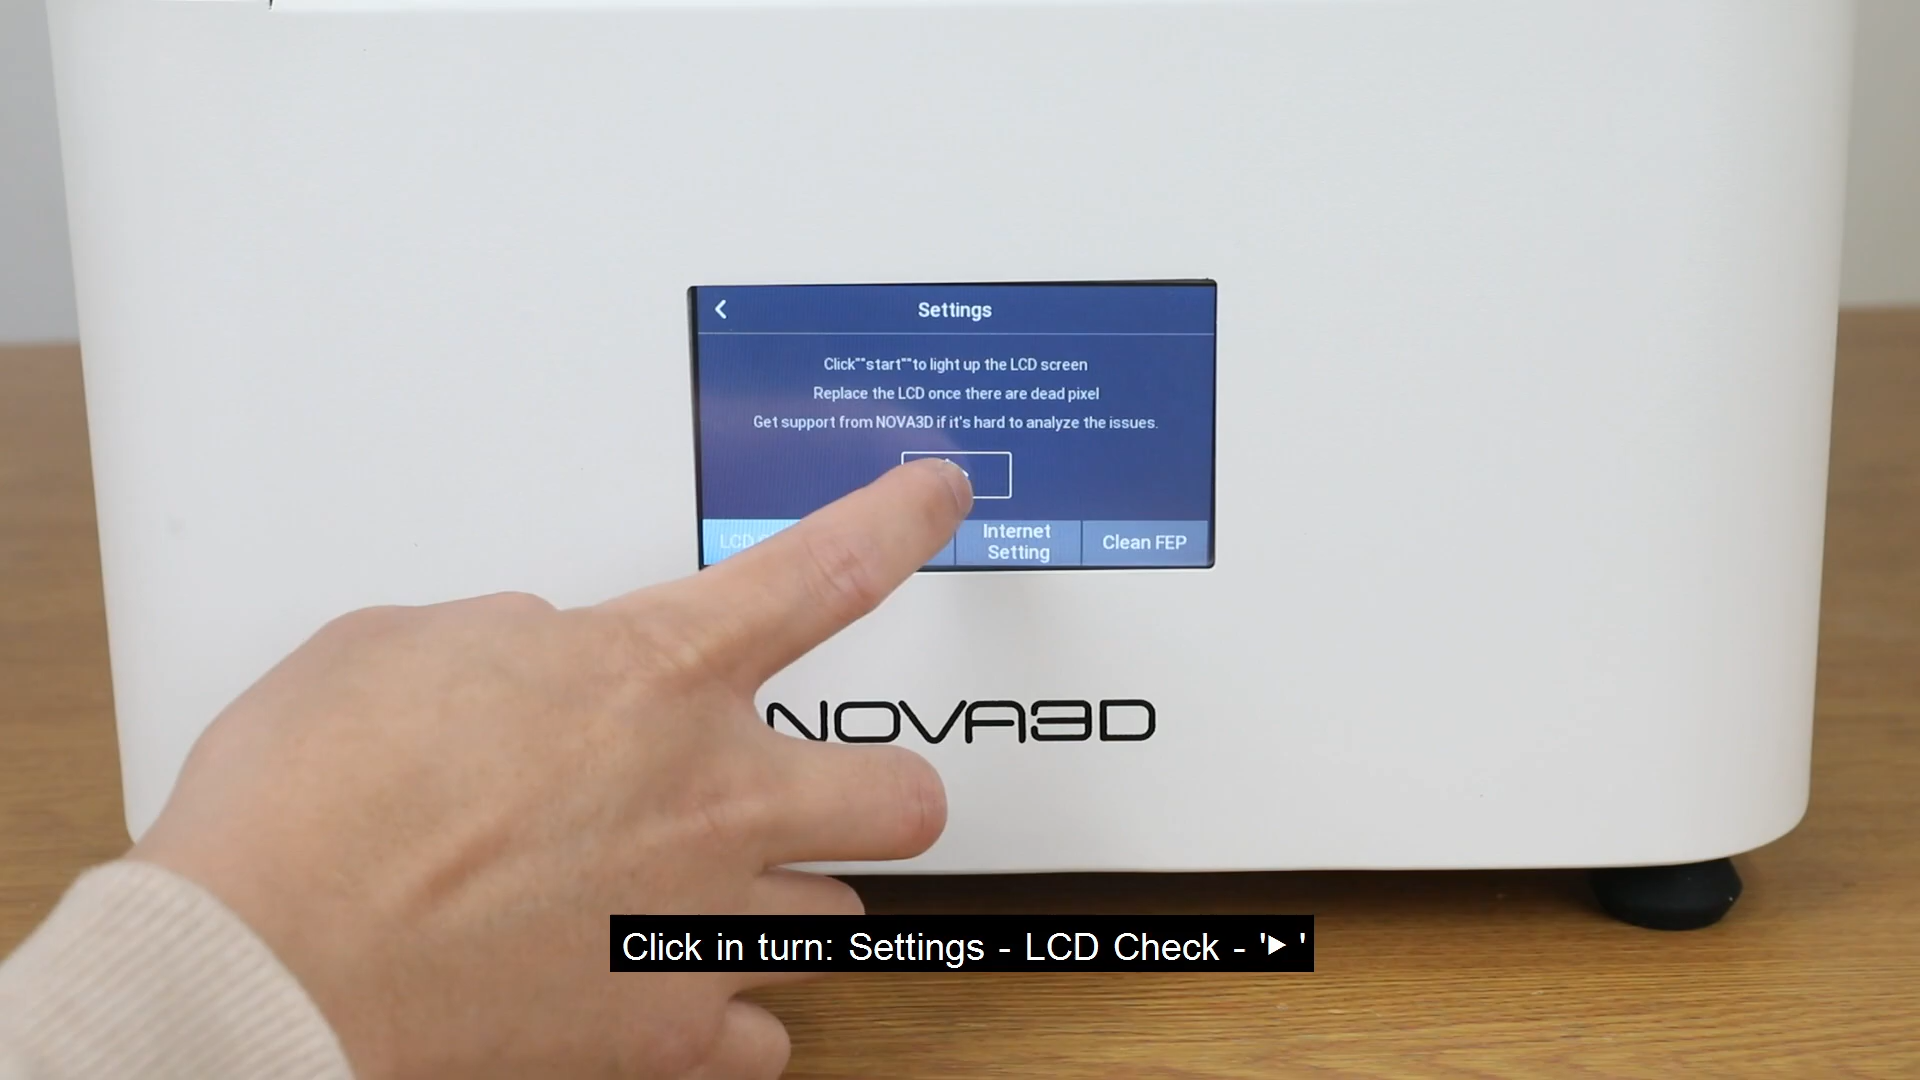 Settings
Click""start""to light up the LCD screen
Replace the LCD once there are dead pixel
Get support from NOVA3D if it's hard to analyze the issues.
LCD
Internet
Setting
Clean FEP
NOVA3D
Click in turn: Settings - LCD Check - '▶ '